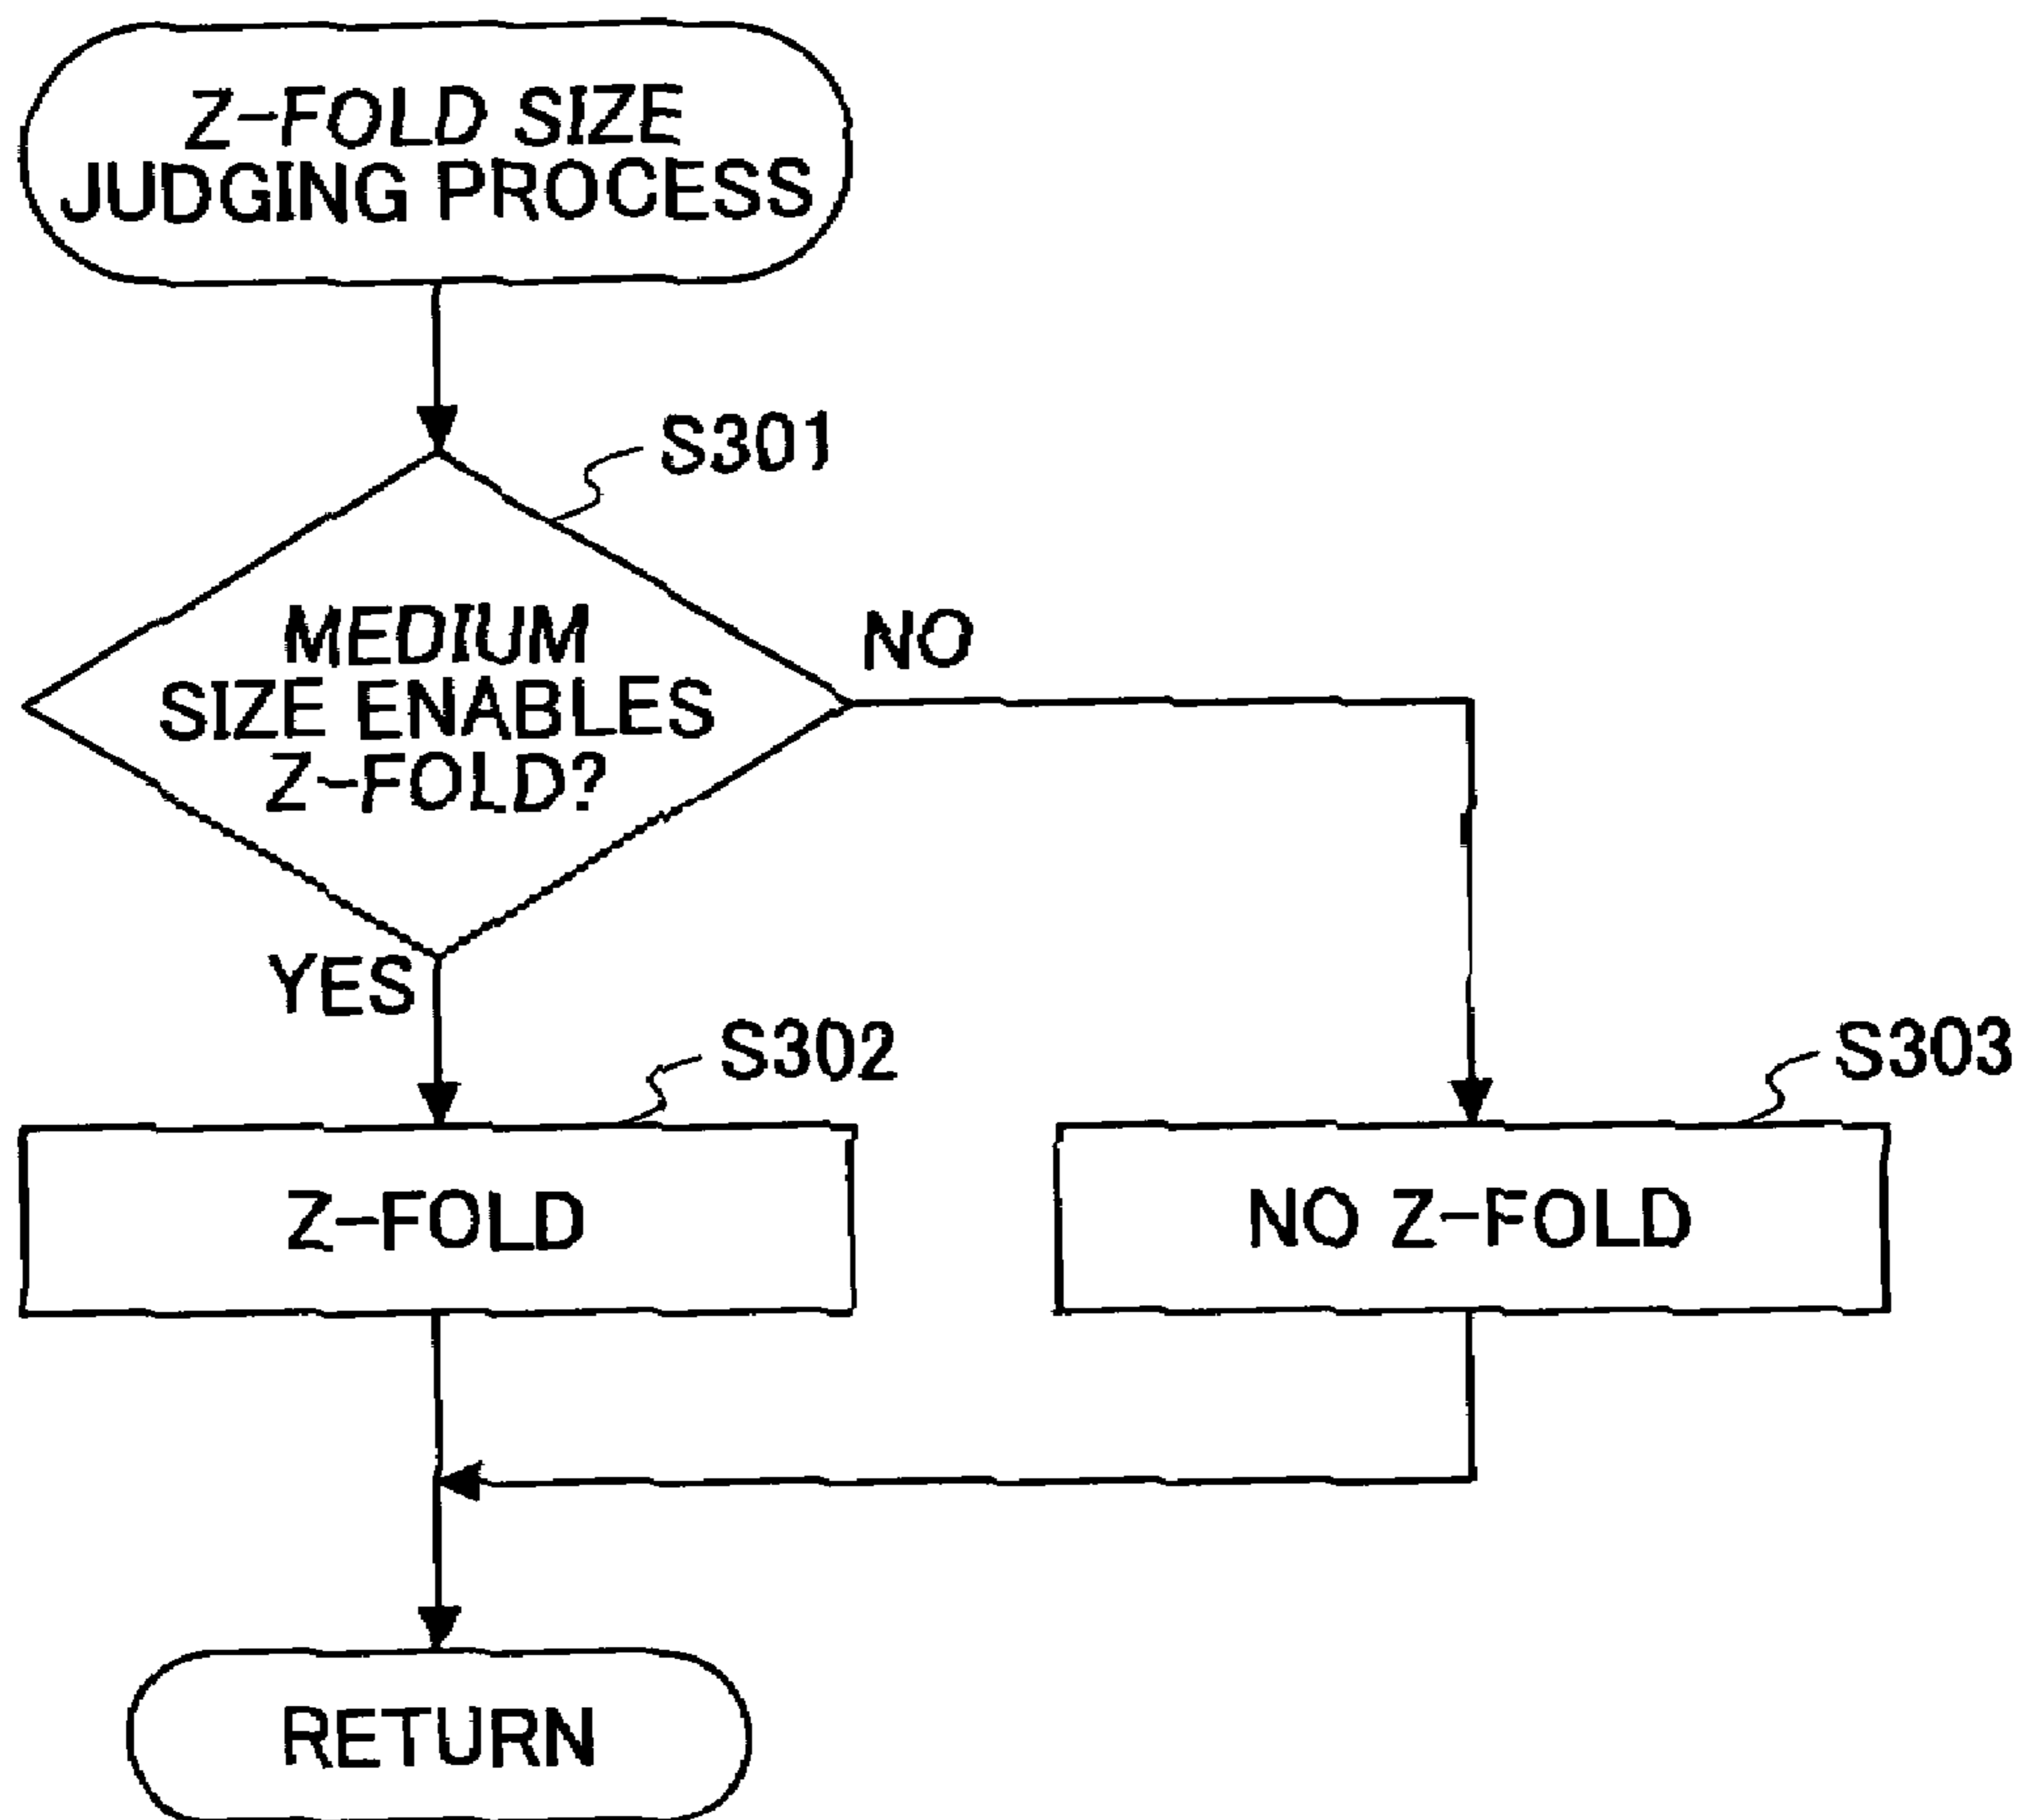 Z-FOLD SIZE
JUDGING PROCESS
S301
MEDIUM
SIZE ENABLES
Z-FOLD?
NO
YES
S302
S303
Z-FOLD
NO Z-FOLD
RETURN